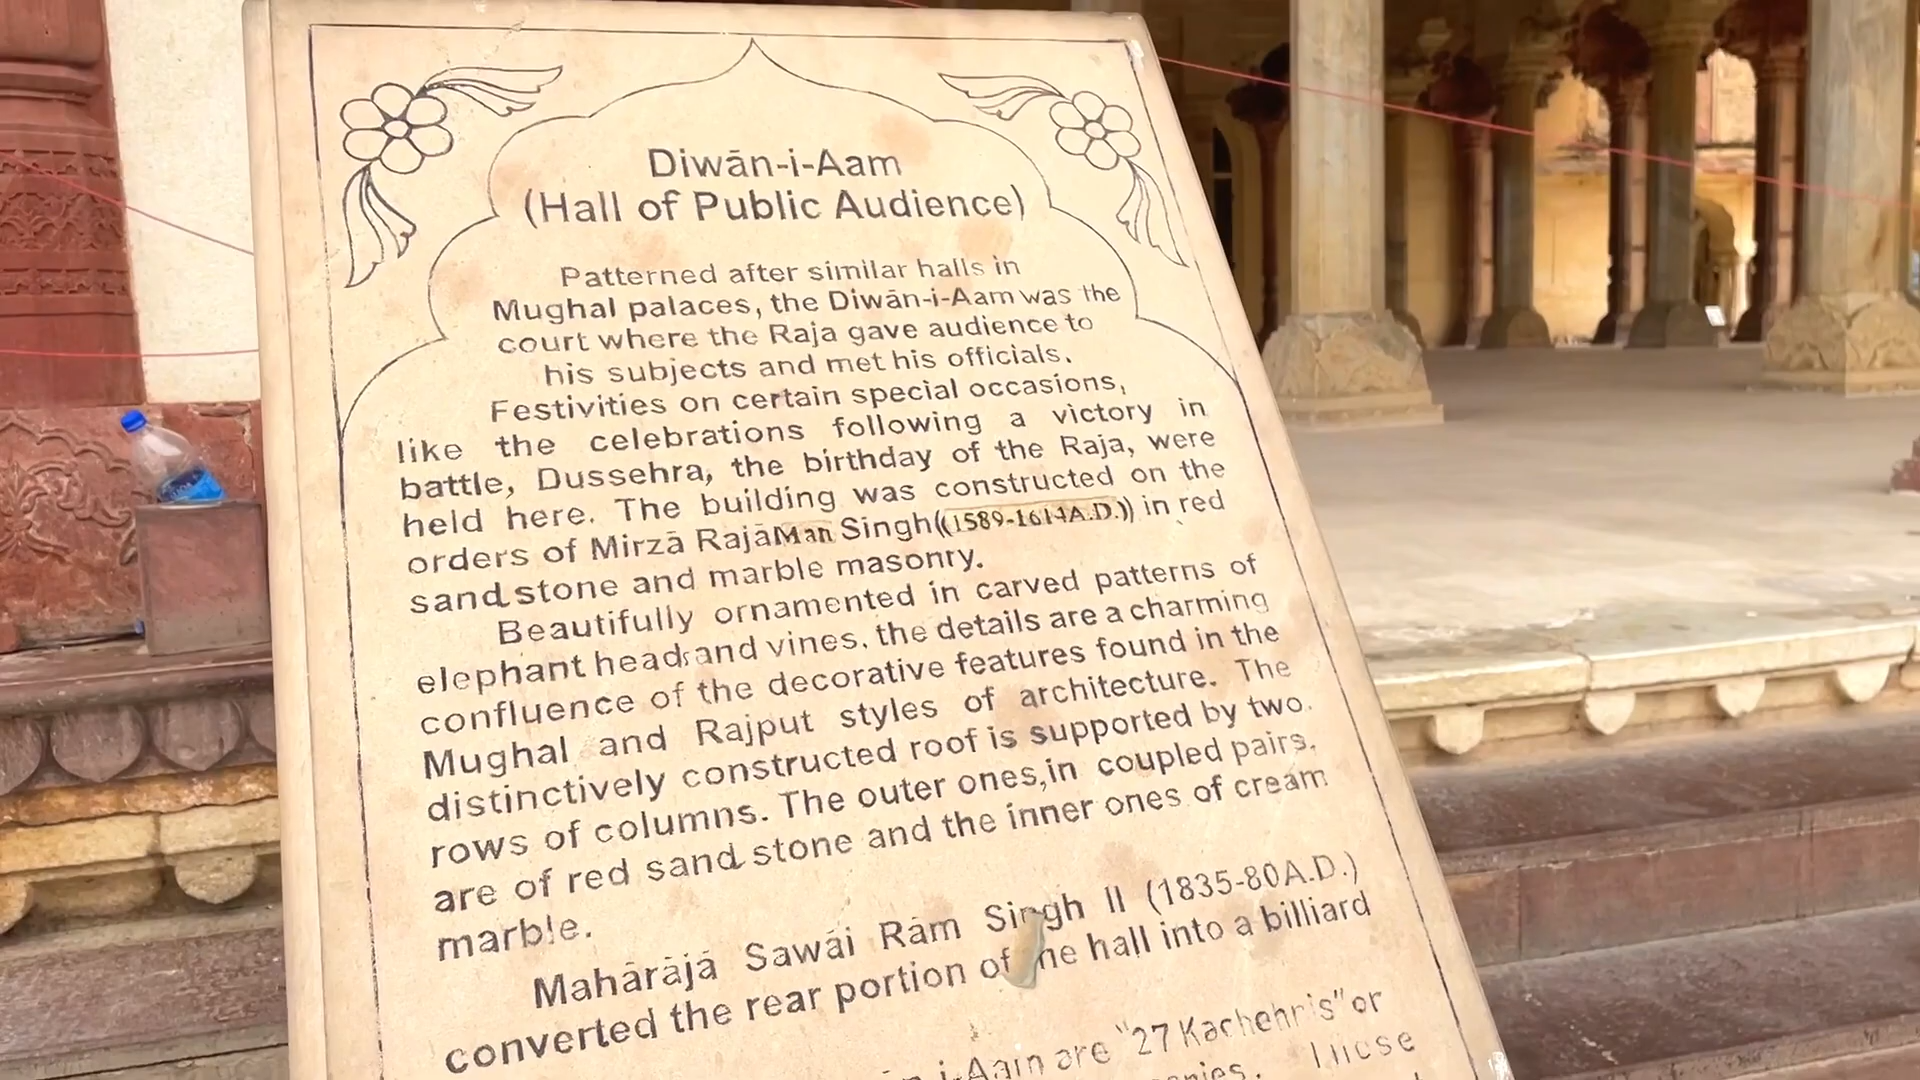 Diwān-i-Aam
(Hall of Public Audience)
Patterned after similar halls in
Mughal palaces, the Diwān-i-Aam was the
court where the Raja gave audience to
his subjects and met his officials.
Festivities on certain special occasions,
like the celebrations following a victory in
battle, Dussehra, the birthday of the Raja, were
held here. The building was constructed on the
orders of Mirzā Rajā Man Singh((1589-1614A.D.)) in red
sandstone and marble masonry.
Beautifully ornamented in carved patterns of
elephant heads and vines, the details are a charming
confluence of the decorative features found in the
Mughal and Rajput styles of architecture. The
distinctively constructed roof is supported by two
rows of columns. The outer ones, in coupled pairs,
are of red sandstone and the inner ones of cream
marble.
Mahārājā Sawāi Rām Singh II (1835-80A.D.)
converted the rear portion of the hall into a billiard
-i-Aam are "27 Kachehris" or
These